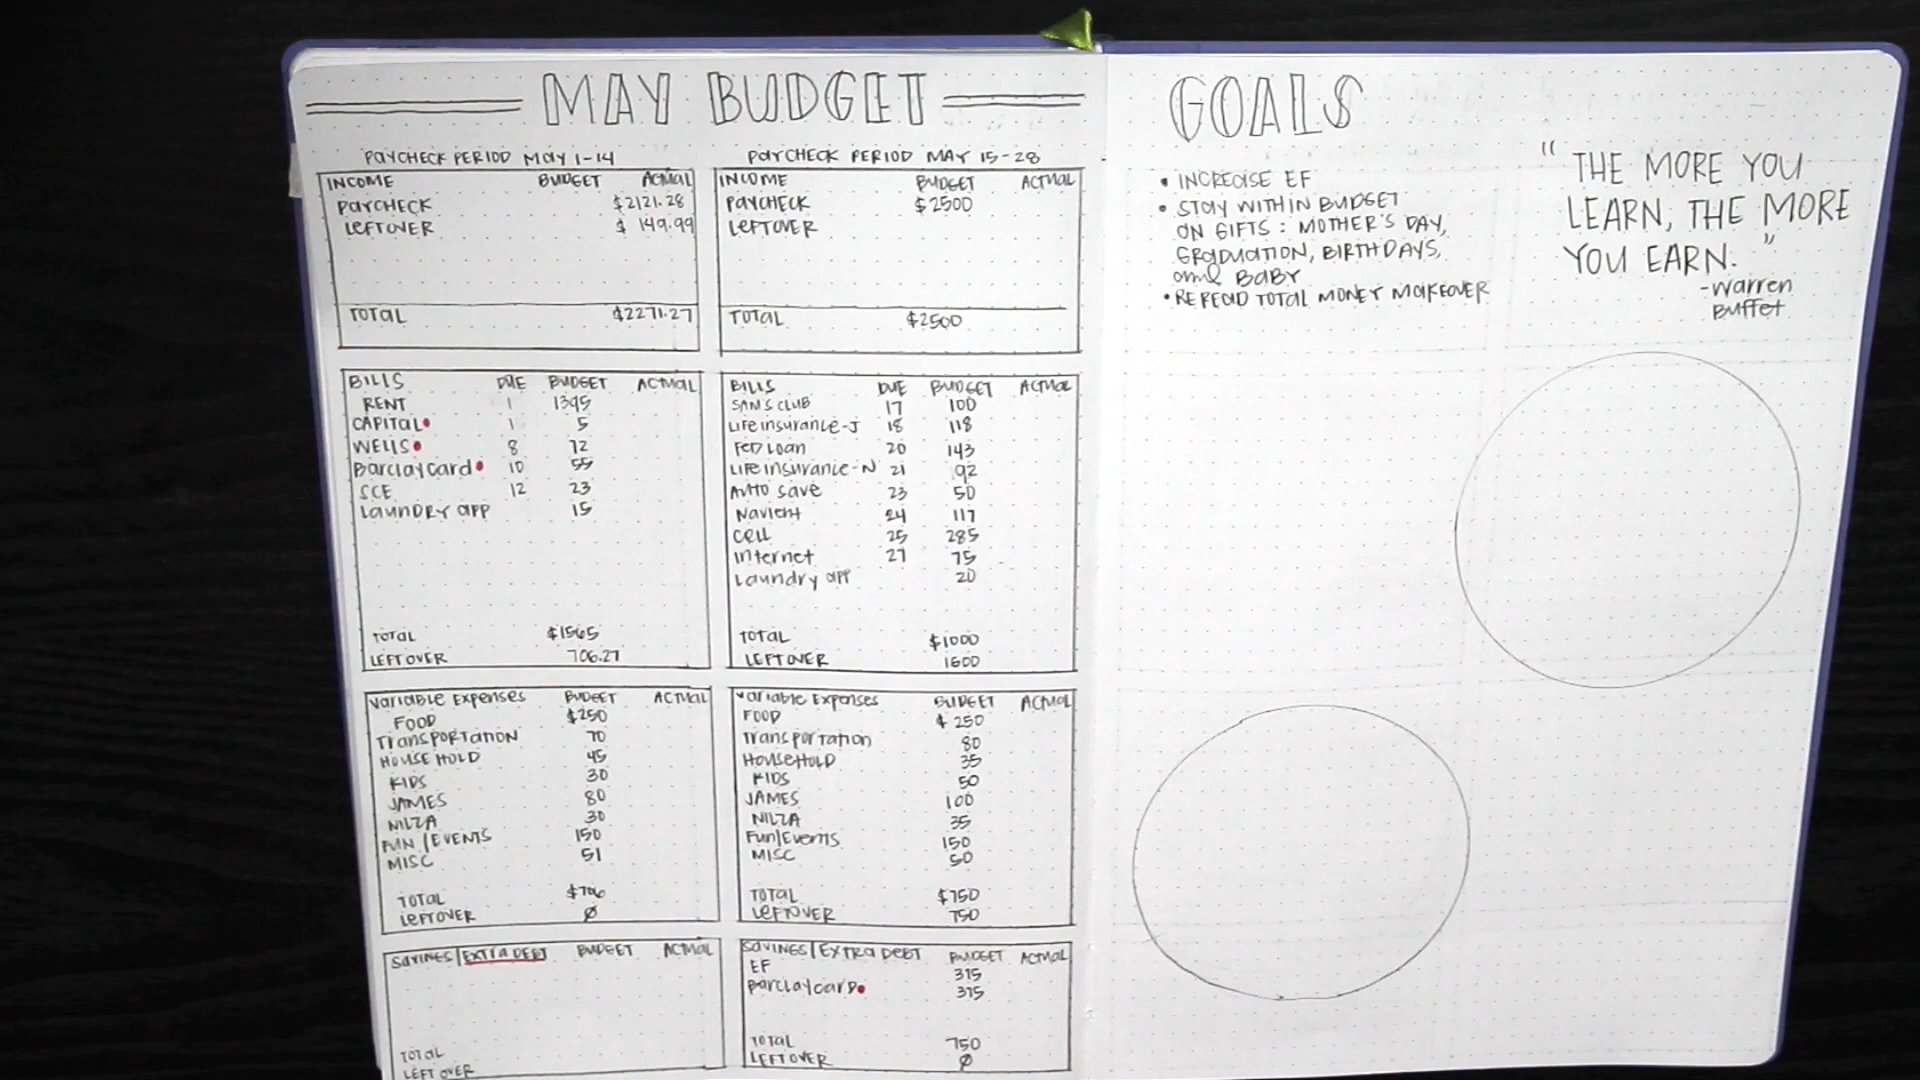 MAY BUDGET
PAYCHECK PERIOD MAY 1-14
INCOME BUDGET ACTUAL
PAYCHECK $2121.28
LEFTOVER $ 149.99
TOTAL $2271.27
BILLS DUE BUDGET ACTUAL
RENT 1 1395
CAPITAL 1 5
WELLS 8 72
Barclaycard 10 55
SCE 12 23
LAUNDRY APP 15
TOTAL $1565
LEFTOVER 706.27
Variable Expenses BUDGET ACTUAL
FOOD $250
TRANSPORTATION 70
HOUSE HOLD 45
KIDS 30
JAMES 80
NILZA 30
FUN/EVENTS 150
MISC 51
TOTAL $706
LEFTOVER Ø
SAVINGS|EXTRA DEBT BUDGET ACTUAL
TOTAL
LEFTOVER
PAYCHECK PERIOD MAY 15-28
INCOME BUDGET ACTUAL
PAYCHECK $2500
LEFTOVER
TOTAL $2500
BILLS DUE BUDGET ACTUAL
SAM'S CLUB 17 100
Life insurance-J 18 118
FED LOAN 20 143
Life insurance-N 21 92
Auto save 23 50
Navient 24 117
CELL 25 285
Internet 27 75
Laundry app 20
TOTAL $1000
LEFTOVER 1500
Variable Expenses BUDGET ACTUAL
FOOD $250
Transportation 80
HOUSEHOLD 35
KIDS 50
JAMES 100
NILZA 35
Fun/Events 150
MISC 50
TOTAL $750
LEFTOVER 750
SAVINGS|EXTRA DEBT BUDGET ACTUAL
EF 375
Barclaycard 375
TOTAL 750
LEFTOVER Ø
GOALS
• INCREASE EF
• STAY WITHIN BUDGET
ON GIFTS: MOTHER'S DAY,
GRADUATION, BIRTHDAYS,
and BABY
• REREAD TOTAL MONEY MAKEOVER
"THE MORE YOU
LEARN, THE MORE
YOU EARN."
-Warren
Buffet